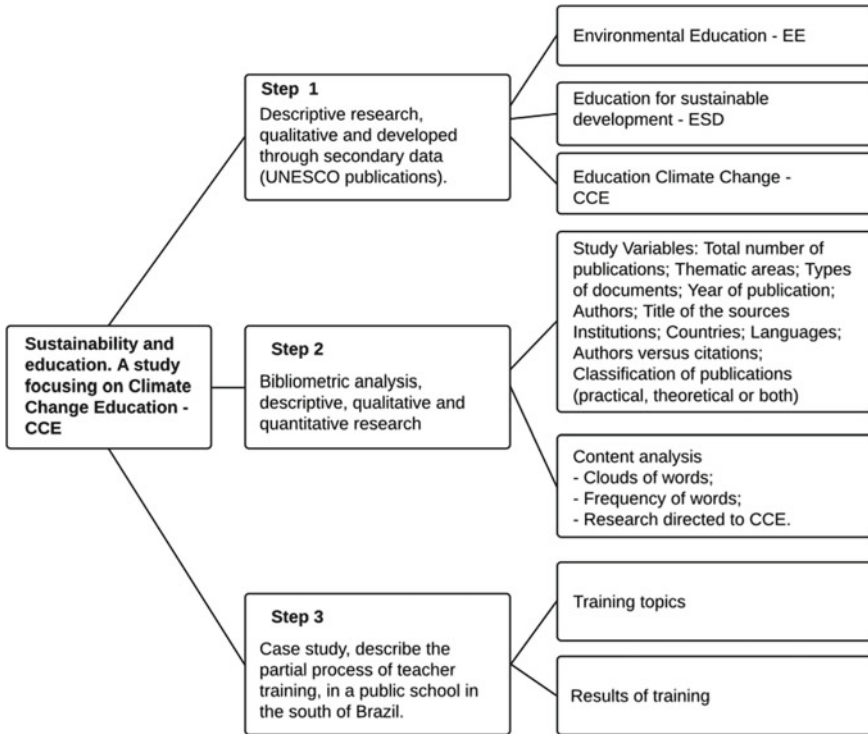 Sustainability and
education. A study
focusing on Climate
Change Education -
CCE
Step 1
Descriptive research,
qualitative and developed
through secondary data
(UNESCO publications).
Environmental Education - EE
Education for sustainable
development - ESD
Education Climate Change -
CCE
Step 2
Bibliometric analysis,
descriptive, qualitative and
quantitative research
Study Variables: Total number of
publications; Thematic areas; Types
of documents; Year of publication;
Authors; Title of the sources
Institutions; Countries; Languages;
Authors versus citations;
Classification of publications
(practical, theoretical or both)
Content analysis
- Clouds of words;
- Frequency of words;
- Research directed to CCE.
Step 3
Case study, describe the
partial process of teacher
training, in a public school in
the south of Brazil.
Training topics
Results of training